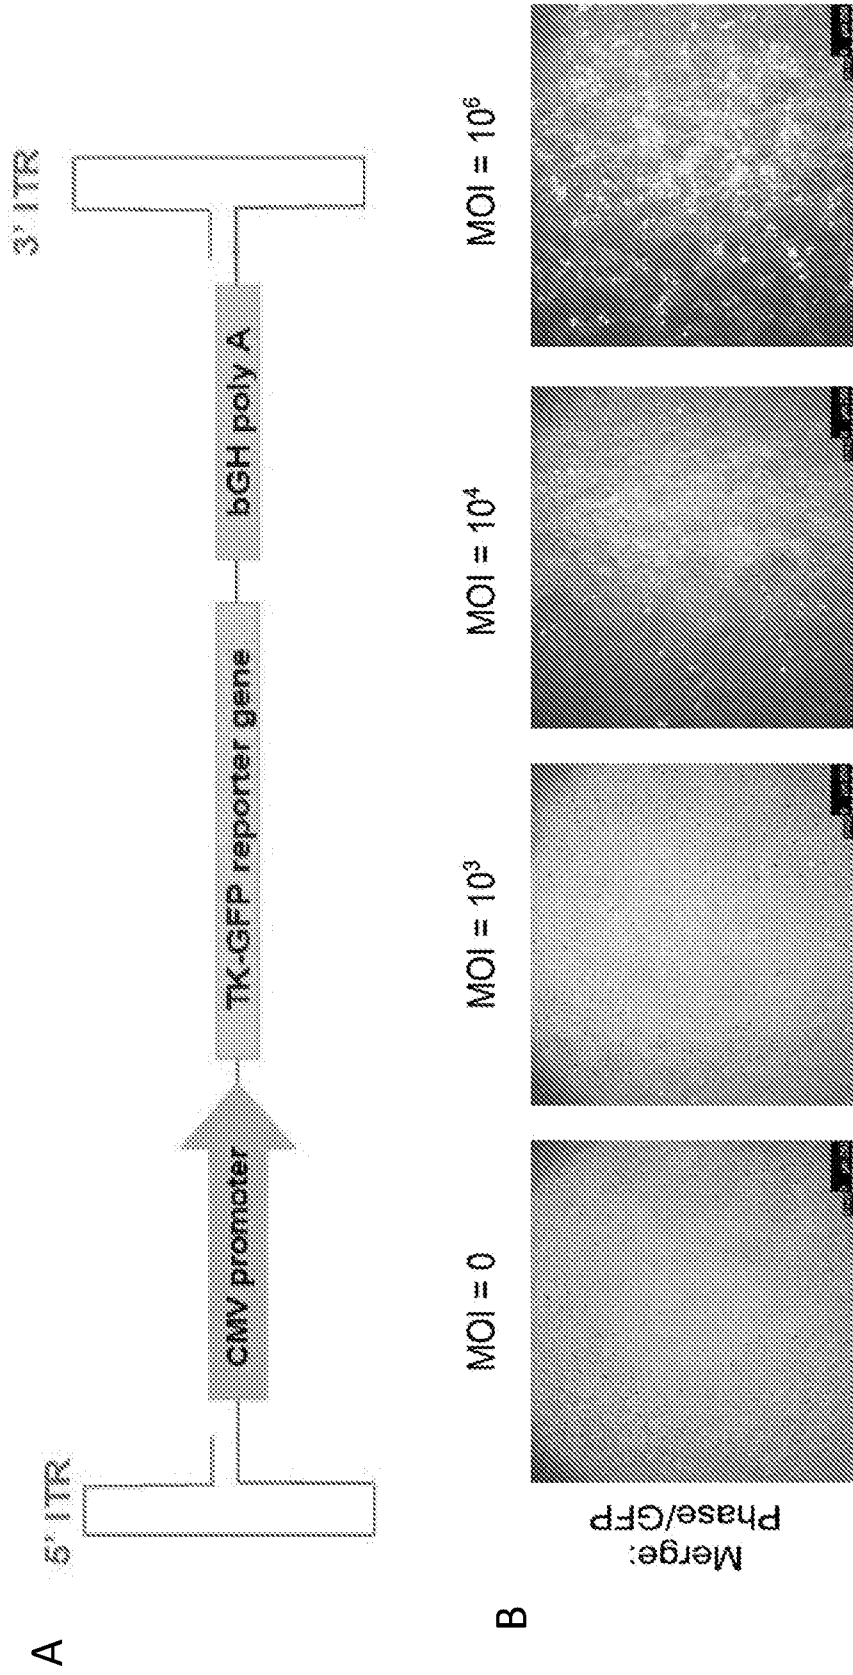 A
5' ITR
CMV promoter
TK-GFP reporter gene
bGH poly A
3' ITR
B
MOI = 0
MOI = 10³
MOI = 10⁴
MOI = 10⁶
Merge:
Phase/GFP